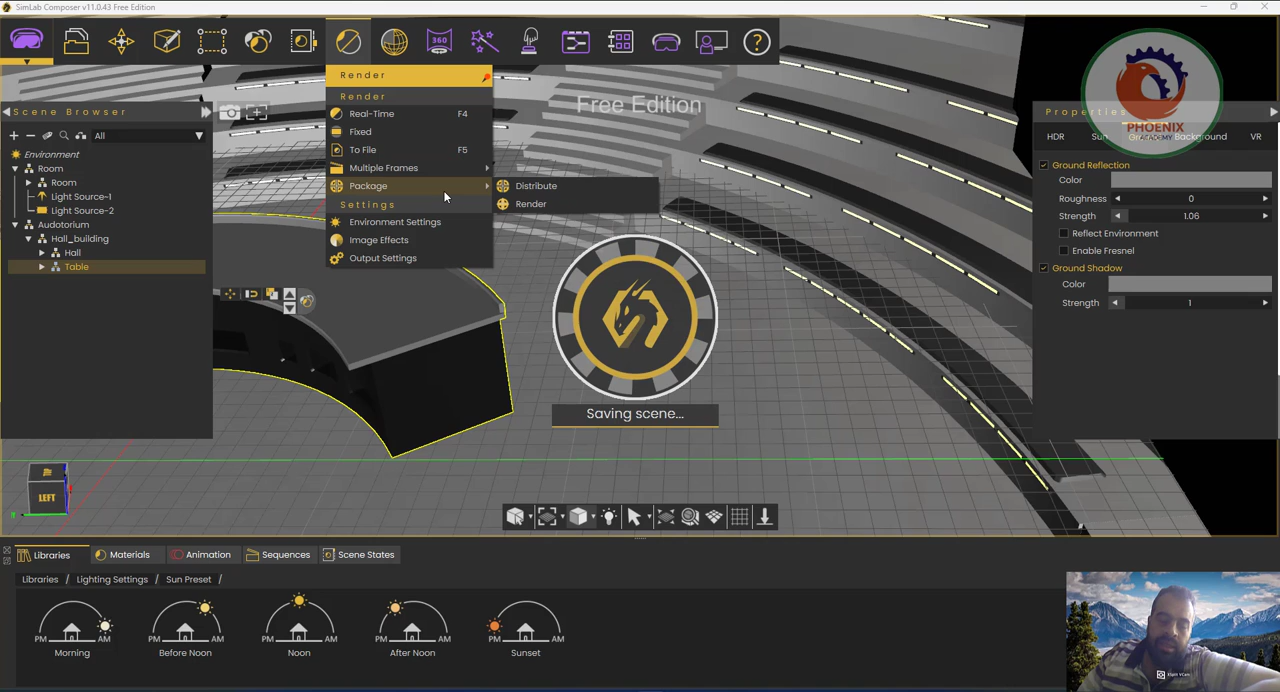 SimLab Composer v11.0.43 Free Edition
360
Render
Render
Real-Time F4
Fixed
To File F5
Multiple Frames
Package
Settings
Environment Settings
Image Effects
Output Settings
Distribute
Render
Free Edition
Scene Browser
All
Environment
Room
Room
Light Source-1
Light Source-2
Audotorium
Hall_building
Hall
Table
PHOENIX
ACADEMY
Properties
HDR Sun Background VR
Ground Reflection
Color
Roughness 0
Strength 1.06
Reflect Environment
Enable Fresnel
Ground Shadow
Color
Strength 1
Saving scene...
LEFT
Libraries Materials Animation Sequences Scene States
Libraries / Lighting Settings / Sun Preset /
PM AM PM AM PM AM PM AM PM AM
Morning Before Noon Noon After Noon Sunset